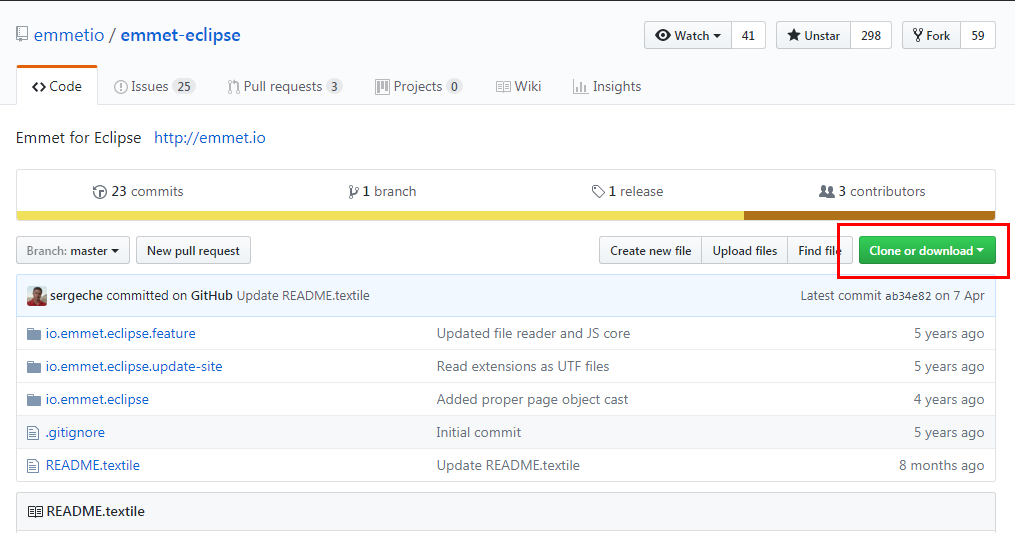 emmetio / emmet-eclipse Watch 41 Unstar 298 Fork 59
Code Issues 25 Pull requests 3 Projects 0 Wiki Insights
Emmet for Eclipse http://emmet.io
23 commits 1 branch 1 release 3 contributors
Branch: master New pull request Create new file Upload files Find file Clone or download
sergeche committed on GitHub Update README.textile Latest commit ab34e82 on 7 Apr
io.emmet.eclipse.feature Updated file reader and JS core 5 years ago
io.emmet.eclipse.update-site Read extensions as UTF files 5 years ago
io.emmet.eclipse Added proper page object cast 4 years ago
.gitignore Initial commit 5 years ago
README.textile Update README.textile 8 months ago
README.textile